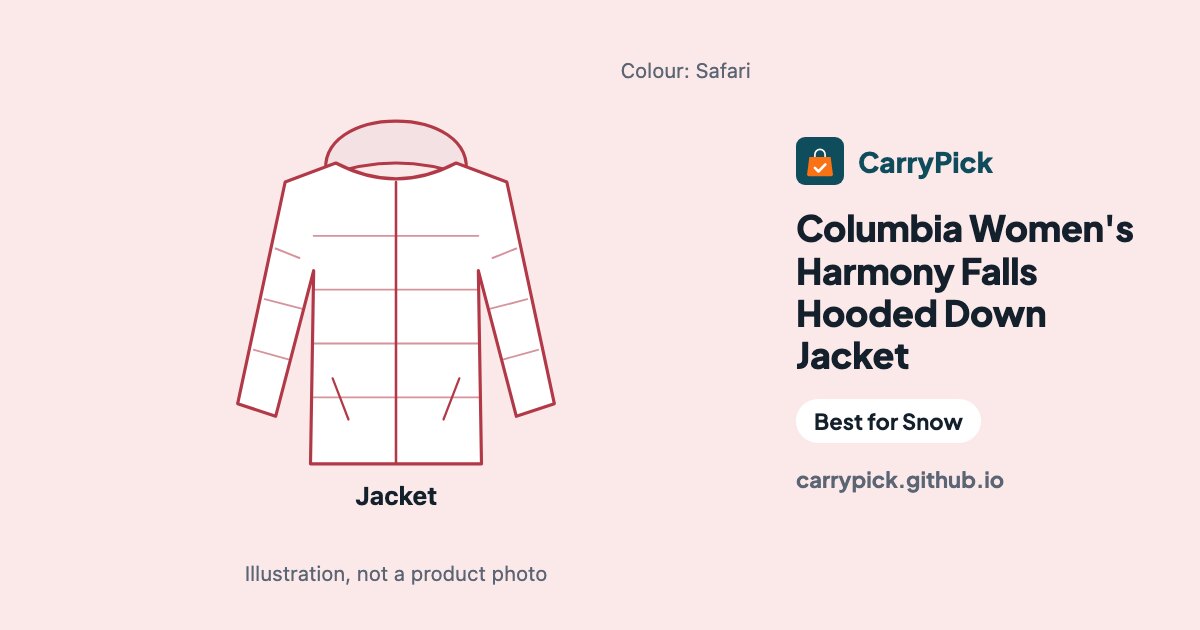 Colour: Safari
CarryPick
Columbia Women's
Harmony Falls
Hooded Down
Jacket
Best for Snow
carrypick.github.io
Jacket
Illustration, not a product photo